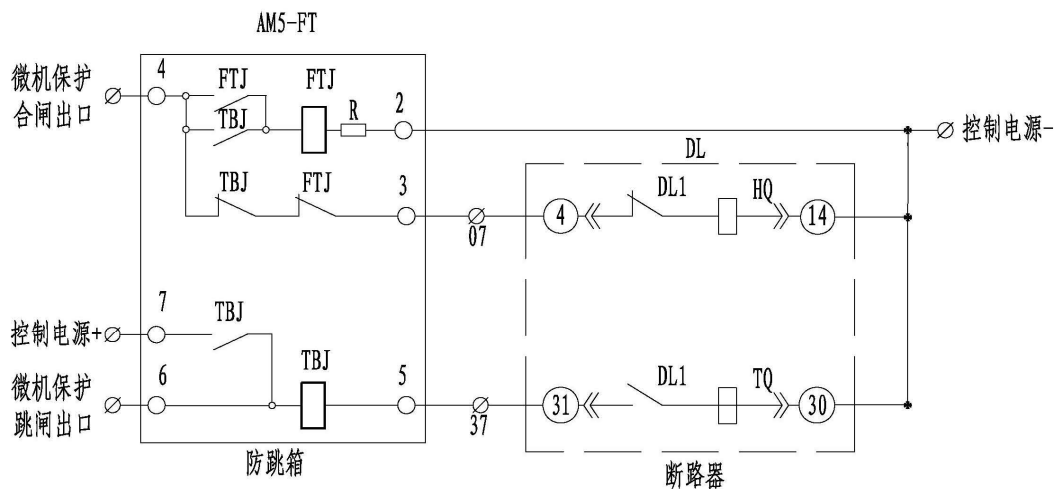 AM5-FT
微机保护
合闸出口
4
FTJ
FTJ
R
2
TBJ
控制电源-
DL
TBJ
FTJ
3
07
4
DL1
HQ
14
7
控制电源+
TBJ
TBJ
6
5
微机保护
跳闸出口
37
31
DL1
TQ
30
防跳箱
断路器